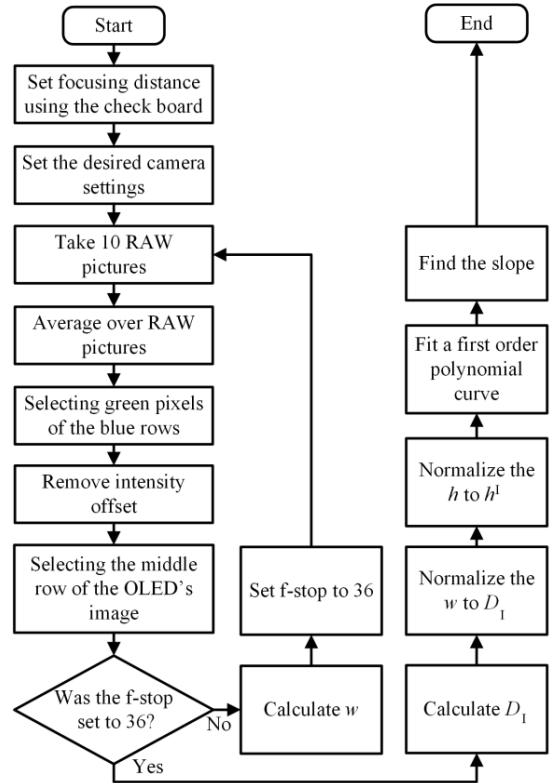 Start
Set focusing distance
using the check board
Set the desired camera
settings
Take 10 RAW
pictures
Average over RAW
pictures
Selecting green pixels
of the blue rows
Remove intensity
offset
Selecting the middle
row of the OLED's
image
Was the f-stop
set to 36?
No
Yes
Calculate w
Set f-stop to 36
Calculate D_I
Normalize the
w to D_I
Normalize the
h to h^I
Fit a first order
polynomial
curve
Find the slope
End